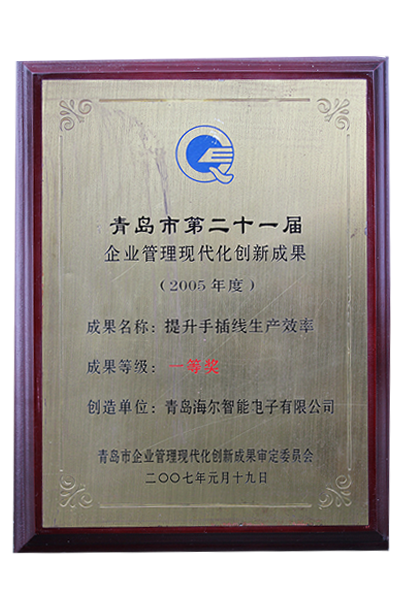 青岛市第二十一届
企业管理现代化创新成果
(2005年度)
成果名称：提升手插线生产效率
成果等级：一等奖
创造单位：青岛海尔智能电子有限公司
青岛市企业管理现代化创新成果审定委员会
二〇〇七年元月十九日